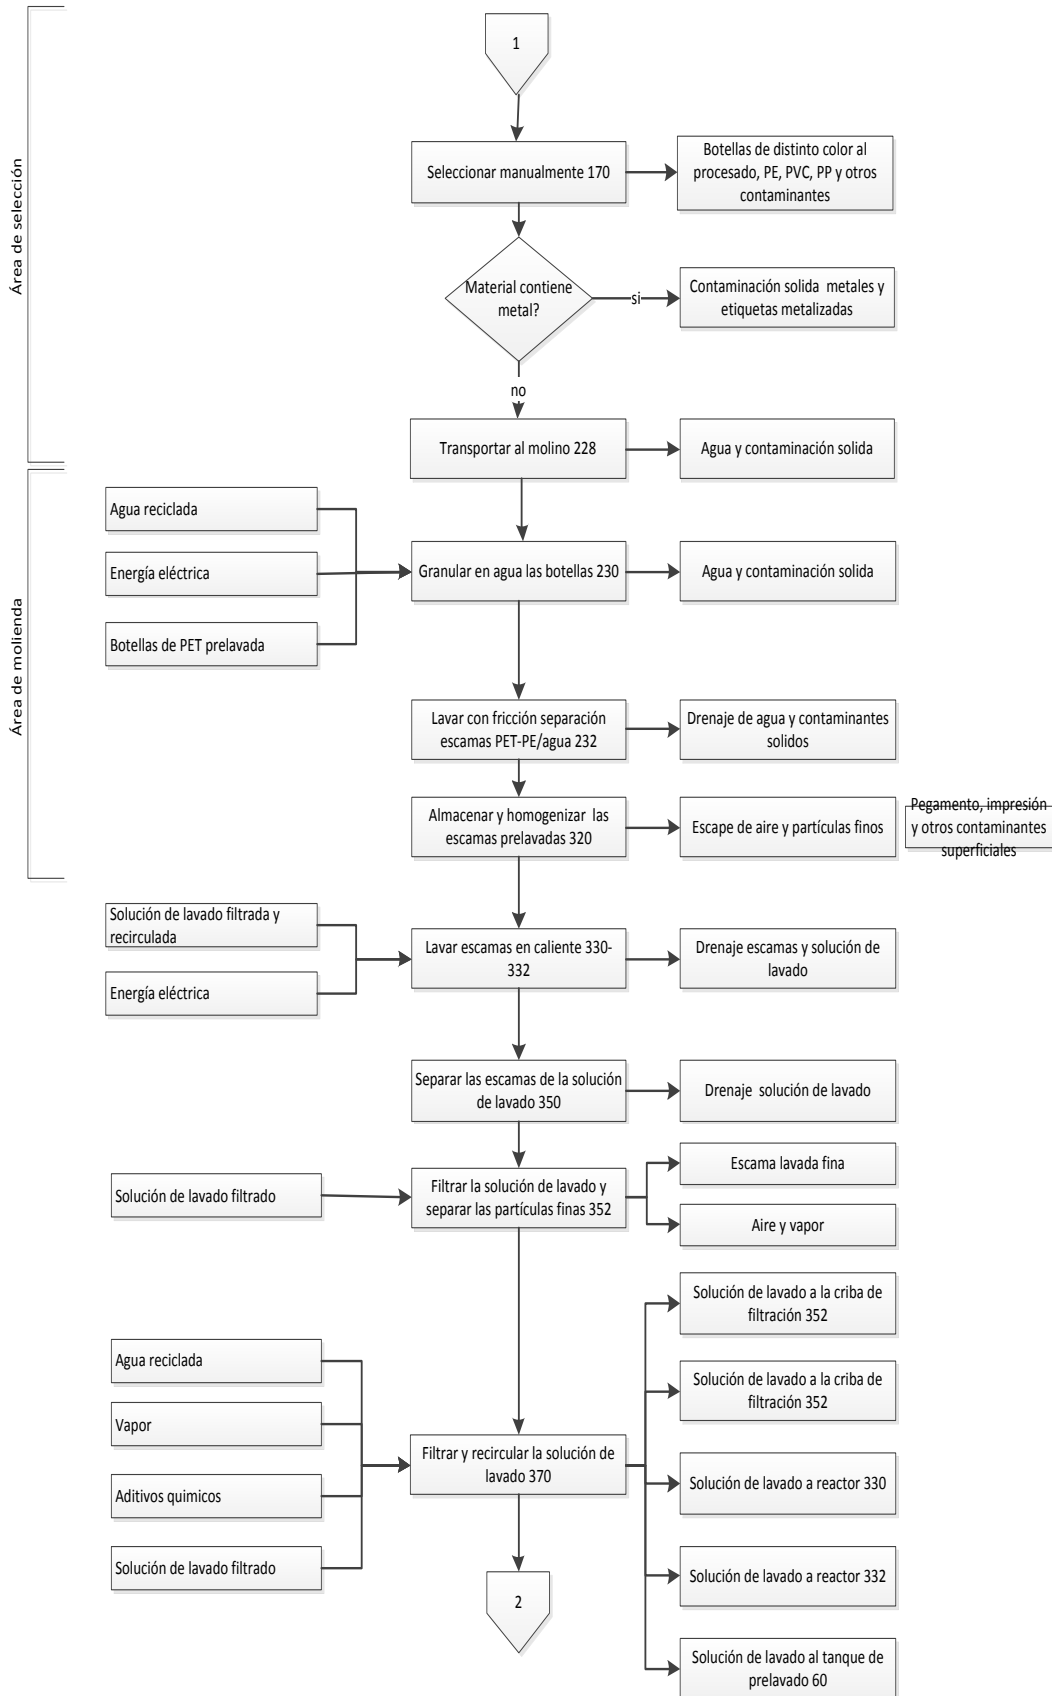 1
Área de selección
Seleccionar manualmente 170
Botellas de distinto color al
procesado, PE, PVC, PP y otros
contaminantes
Material contiene
metal?
si
Contaminación solida metales y
etiquetas metalizadas
no
Transportar al molino 228
Agua y contaminación solida
Área de molienda
Agua reciclada
Energía eléctrica
Botellas de PET prelavada
Granular en agua las botellas 230
Agua y contaminación solida
Lavar con fricción separación
escamas PET-PE/agua 232
Drenaje de agua y contaminantes
solidos
Almacenar y homogenizar las
escamas prelavadas 320
Escape de aire y partículas finos
Pegamento, impresión
y otros contaminantes
superficiales
Solución de lavado filtrada y
recirculada
Energía eléctrica
Lavar escamas en caliente 330-
332
Drenaje escamas y solución de
lavado
Separar las escamas de la solución
de lavado 350
Drenaje solución de lavado
Solución de lavado filtrado
Filtrar la solución de lavado y
separar las partículas finas 352
Escama lavada fina
Aire y vapor
Agua reciclada
Vapor
Aditivos quimicos
Solución de lavado filtrado
Filtrar y recircular la solución de
lavado 370
Solución de lavado a la criba de
filtración 352
Solución de lavado a la criba de
filtración 352
Solución de lavado a reactor 330
Solución de lavado a reactor 332
Solución de lavado al tanque de
prelavado 60
2